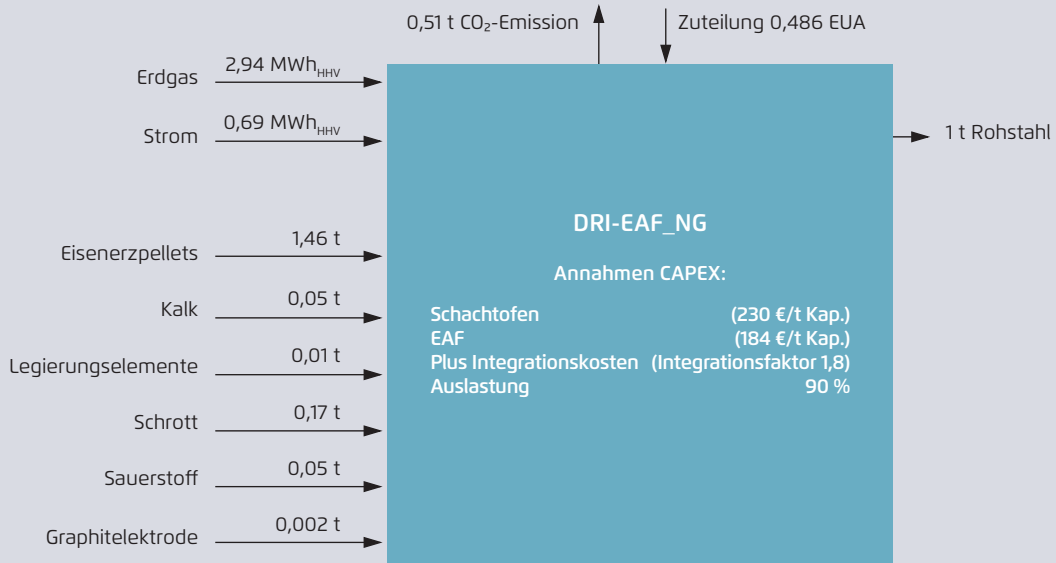 0,51 t CO₂-Emission
Zuteilung 0,486 EUA
Erdgas 2,94 MWh_HHV
Strom 0,69 MWh_HHV
1 t Rohstahl
DRI-EAF_NG
Annahmen CAPEX:
Eisenerzpellets 1,46 t
Kalk 0,05 t
Schachtofen (230 €/t Kap.)
EAF (184 €/t Kap.)
Plus Integrationskosten (Integrationsfaktor 1,8)
Auslastung 90 %
Legierungselemente 0,01 t
Schrott 0,17 t
Sauerstoff 0,05 t
Graphitelektrode 0,002 t